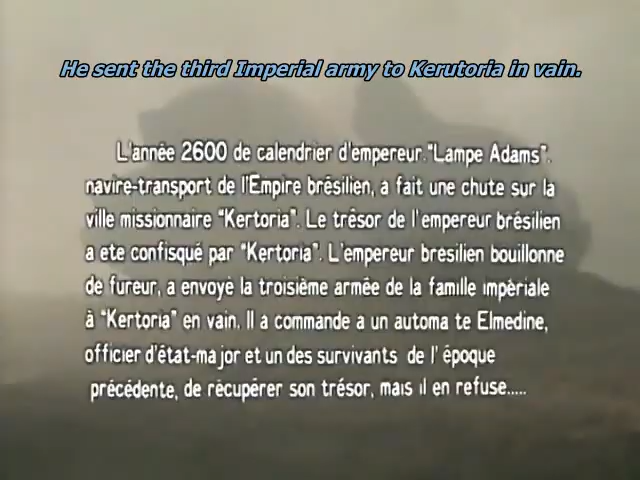 He sent the third Imperial army to Kerutoria in vain.
L'année 2600 de calendrier d'empereur."Lampe Adams".
navire-transport de l'Empire brésilien, a fait une chute sur la
ville missionnaire "Kertoria". Le trésor de l'empereur brésilien
a ete confisqué par "Kertoria". L'empereur bresilien bouillonne
de fureur, a envoyé la troisième armée de la famille impériale
à "Kertoria" en vain. Il a commande a un automa te Elmedine,
officier d'état-major et un des survivants de l' époque
précédente, de récupérer son trésor, mais il en refuse.....